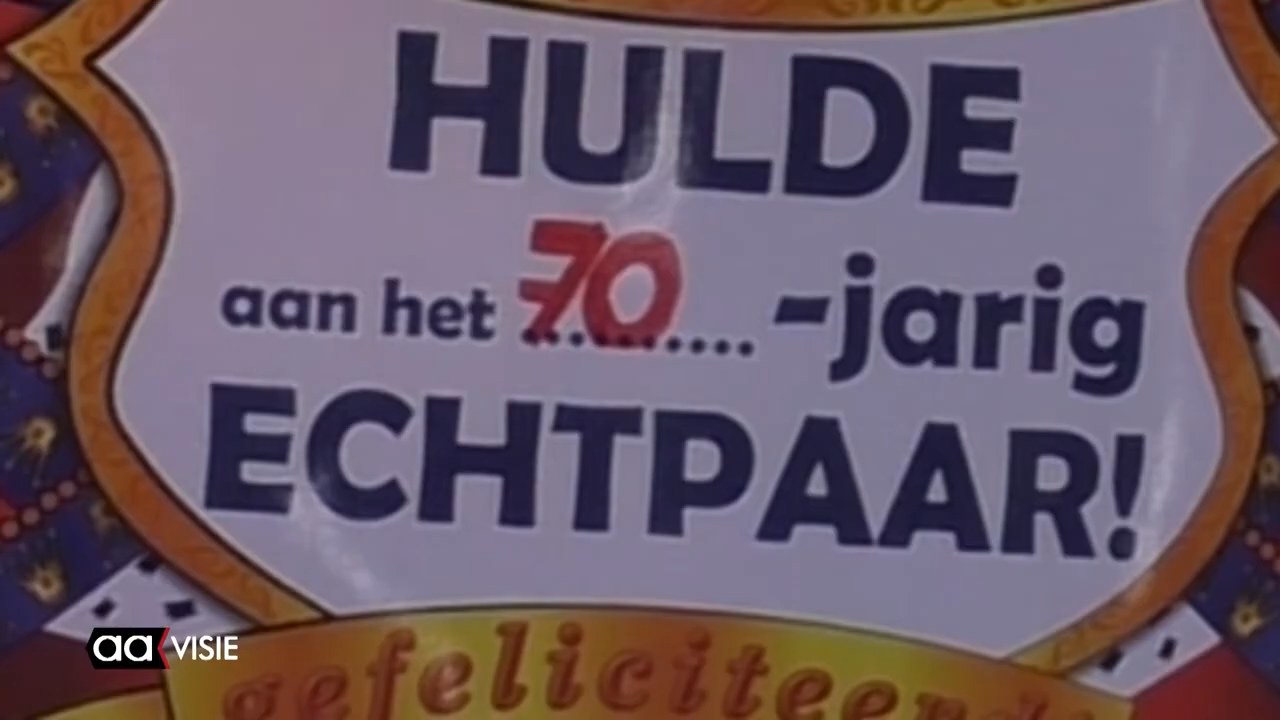 HULDE
aan het 70 -jarig
ECHTPAAR!
gefeliciteerd
aa VISIE